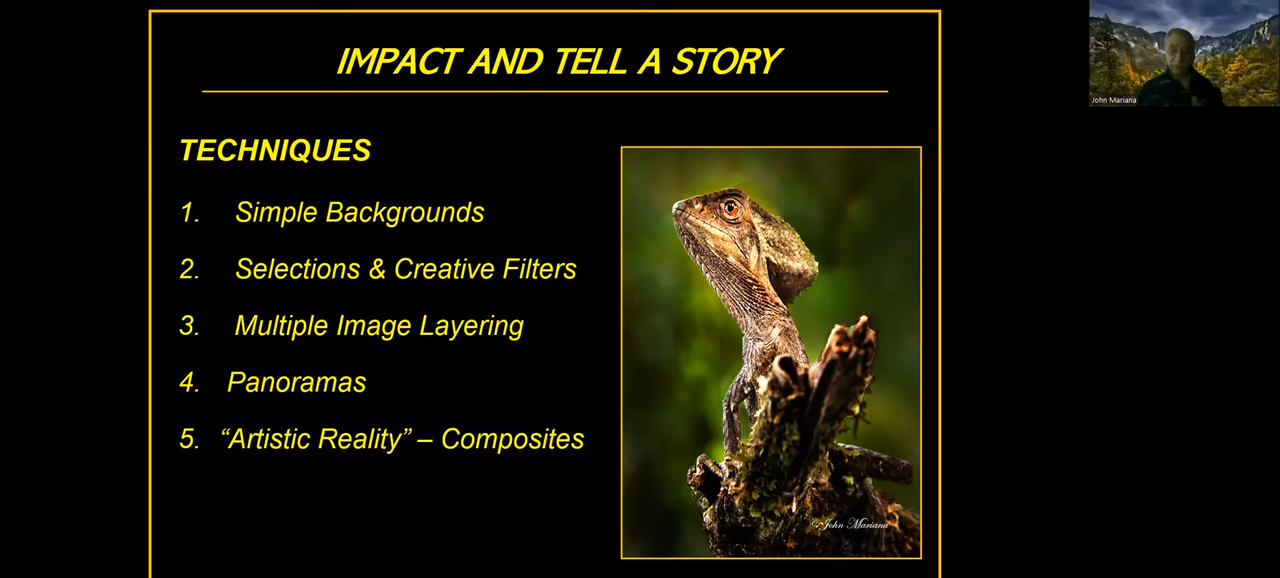 IMPACT AND TELL A STORY
TECHNIQUES
1. Simple Backgrounds
2. Selections & Creative Filters
3. Multiple Image Layering
4. Panoramas
5. “Artistic Reality” – Composites
©John Mariana
John Mariana